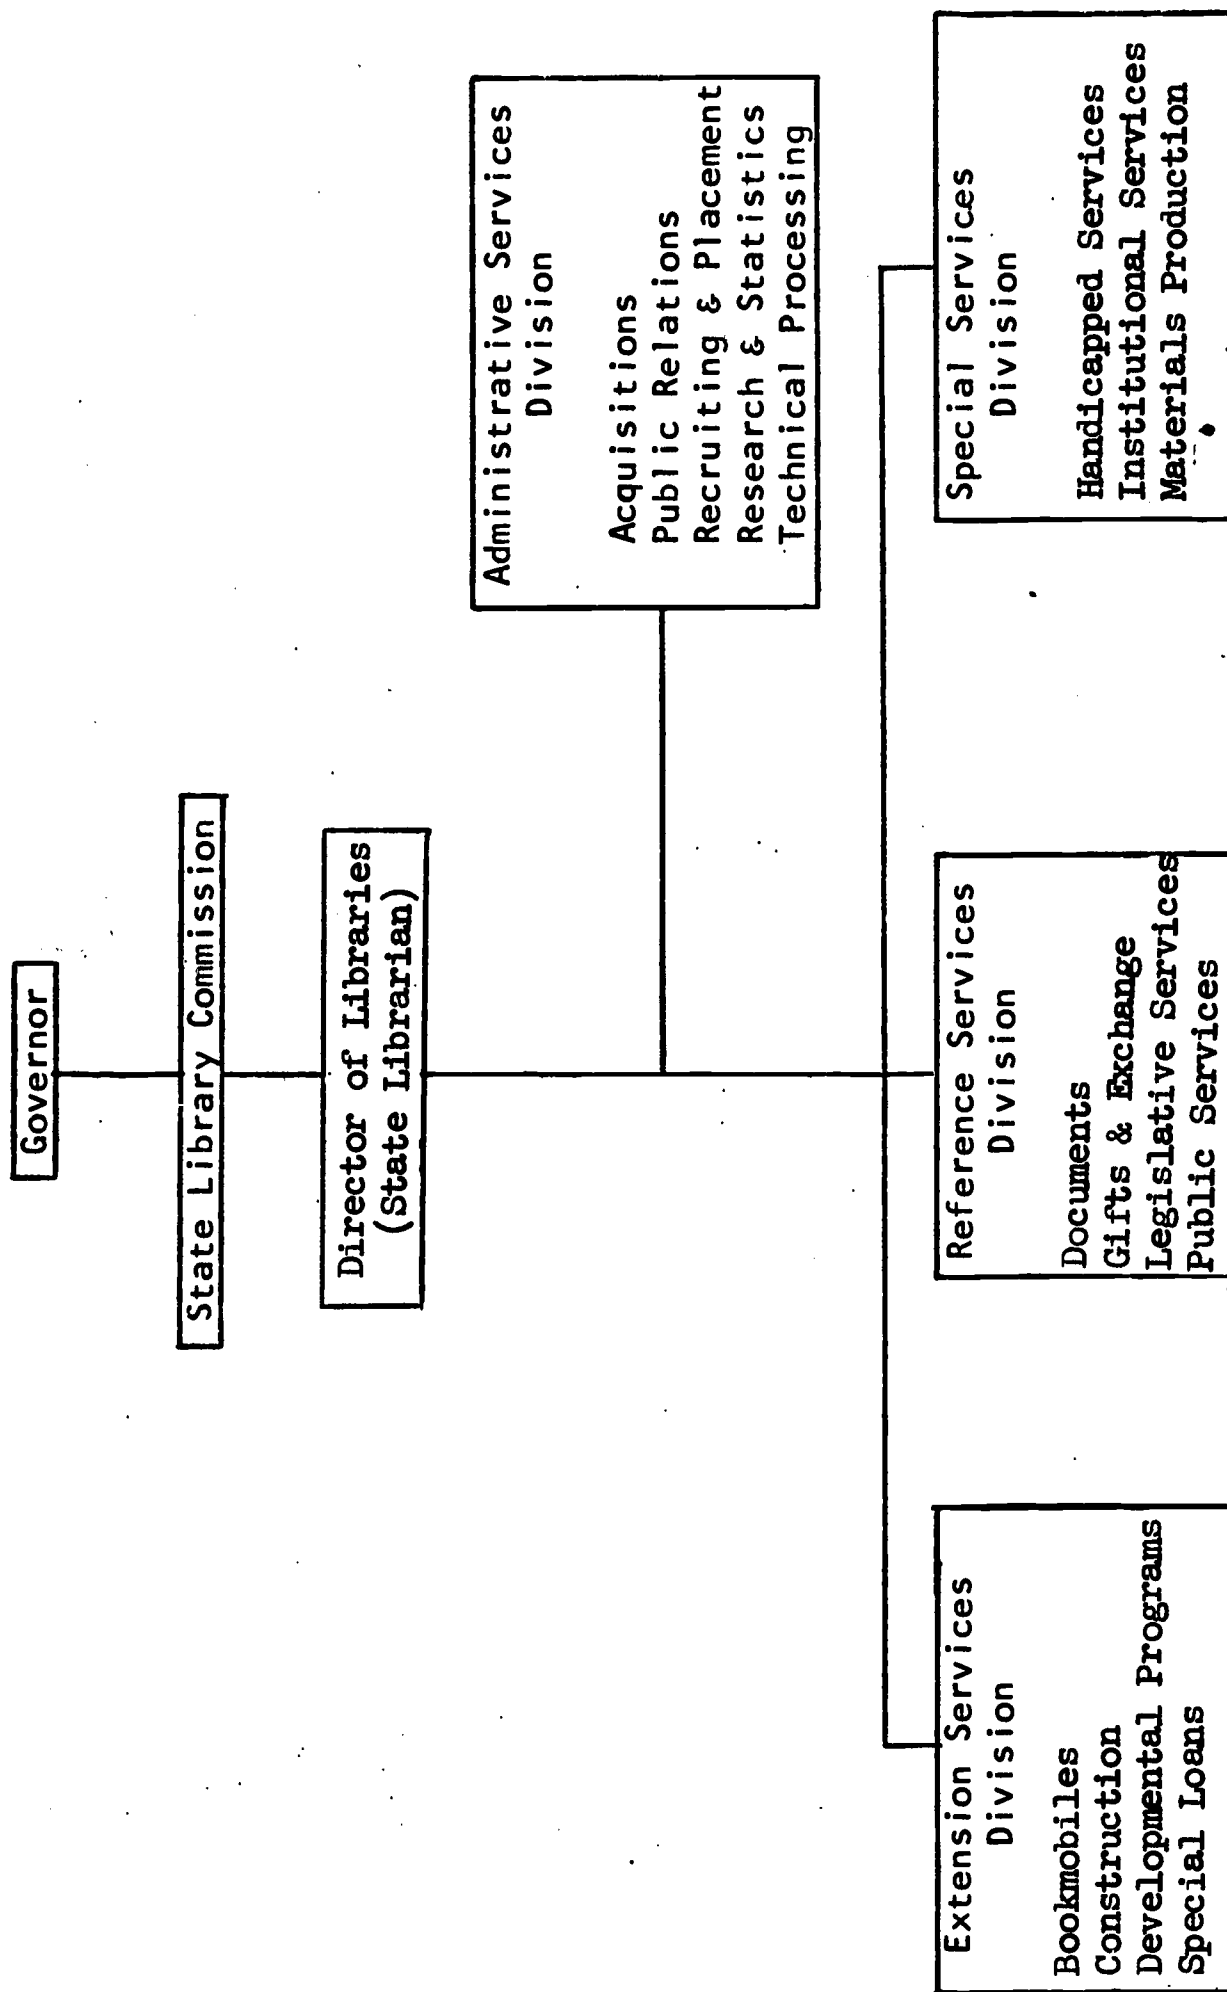 Governor
State Library Commission
Director of Libraries
(State Librarian)
Administrative Services
Division
Acquisitions
Public Relations
Recruiting & Placement
Research & Statistics
Technical Processing
Extension Services
Division
Bookmobiles
Construction
Developmental Programs
Special Loans
Reference Services
Division
Documents
Gifts & Exchange
Legislative Services
Public Services
Special Services
Division
Handicapped Services
Institutional Services
Materials Production